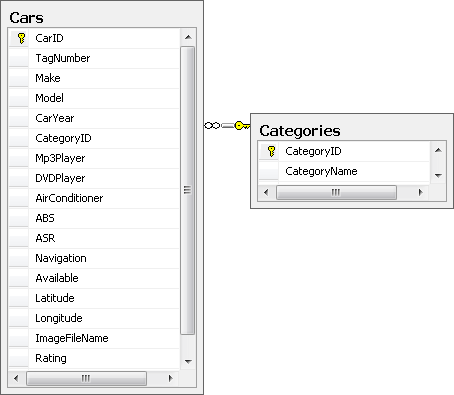 Cars
CarID
TagNumber
Make
Model
CarYear
CategoryID
Mp3Player
DVDPlayer
AirConditioner
ABS
ASR
Navigation
Available
Latitude
Longitude
ImageFileName
Rating
Categories
CategoryID
CategoryName